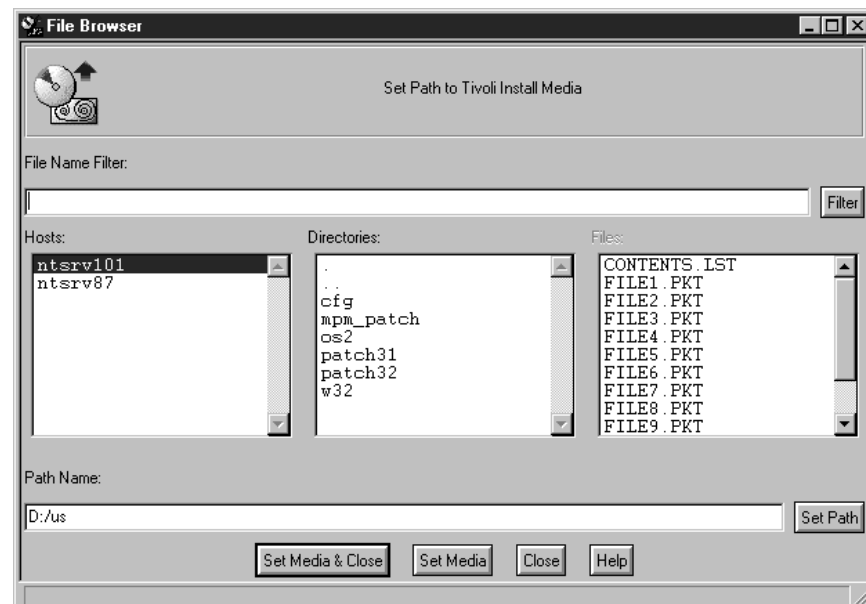 File Browser
Set Path to Tivoli Install Media
File Name Filter:
Filter
Hosts:
ntsrv101
ntsrv87
Directories:
.
..
cfg
mpm_patch
os2
patch31
patch32
w32
Files:
CONTENTS.LST
FILE1.PKT
FILE2.PKT
FILE3.PKT
FILE4.PKT
FILE5.PKT
FILE6.PKT
FILE7.PKT
FILE8.PKT
FILE9.PKT
Path Name:
D:/us
Set Path
Set Media & Close
Set Media
Close
Help